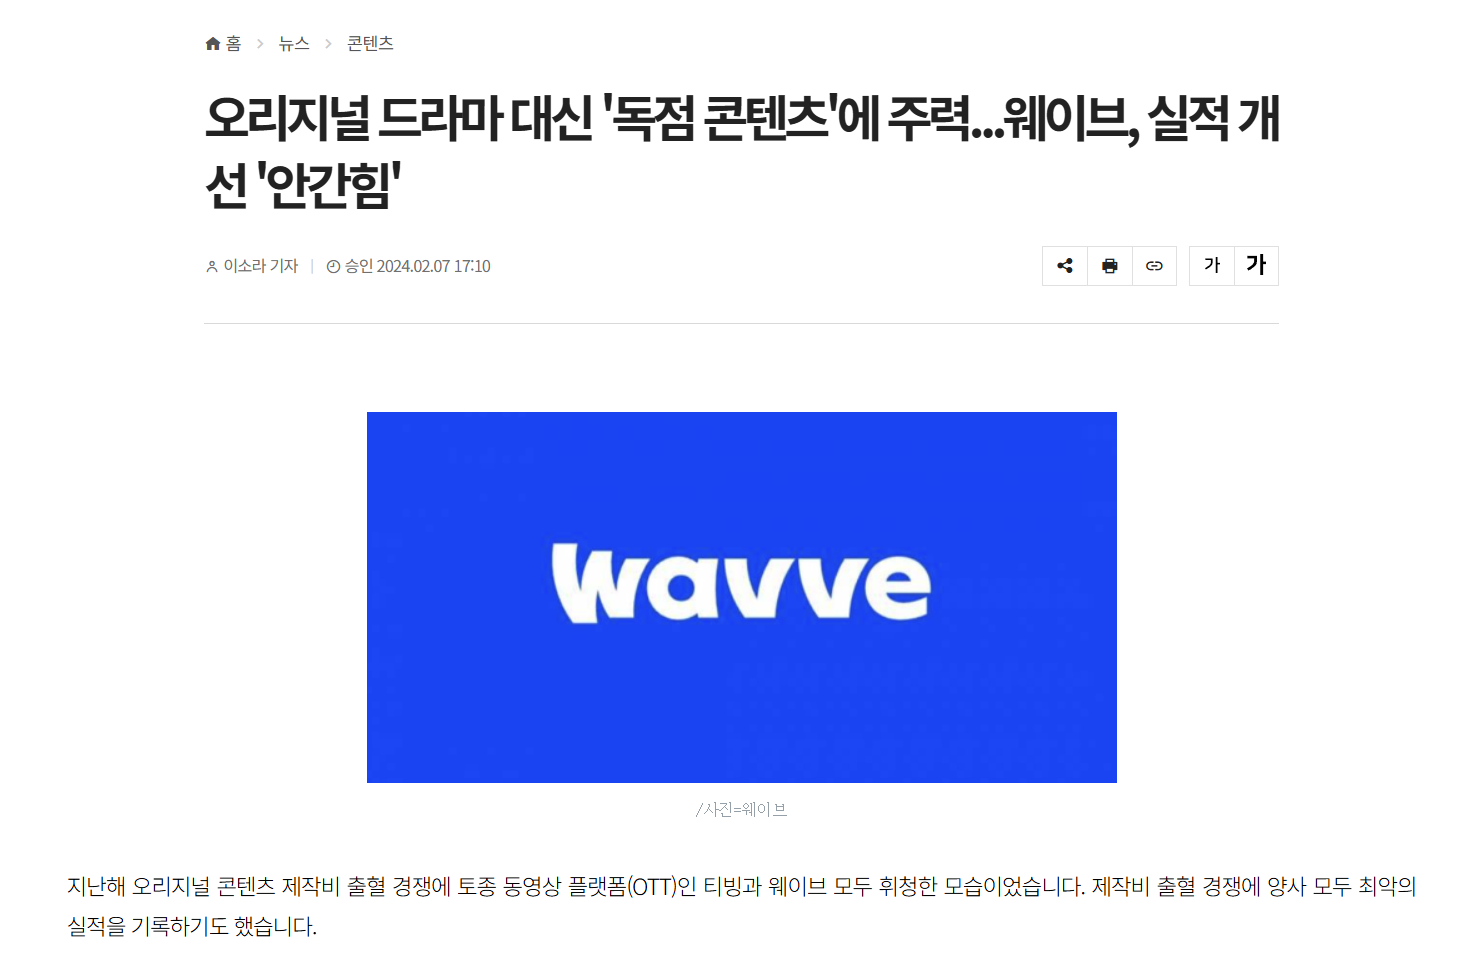 홈 > 뉴스 > 콘텐츠
오리지널 드라마 대신 '독점 콘텐츠'에 주력...웨이브, 실적 개
선 '안간힘'
이소라 기자 | 승인 2024.02.07 17:10
가 가
wavve
/사진=웨이브
지난해 오리지널 콘텐츠 제작비 출혈 경쟁에 토종 동영상 플랫폼(OTT)인 티빙과 웨이브 모두 휘청한 모습이었습니다. 제작비 출혈 경쟁에 양사 모두 최악의
실적을 기록하기도 했습니다.